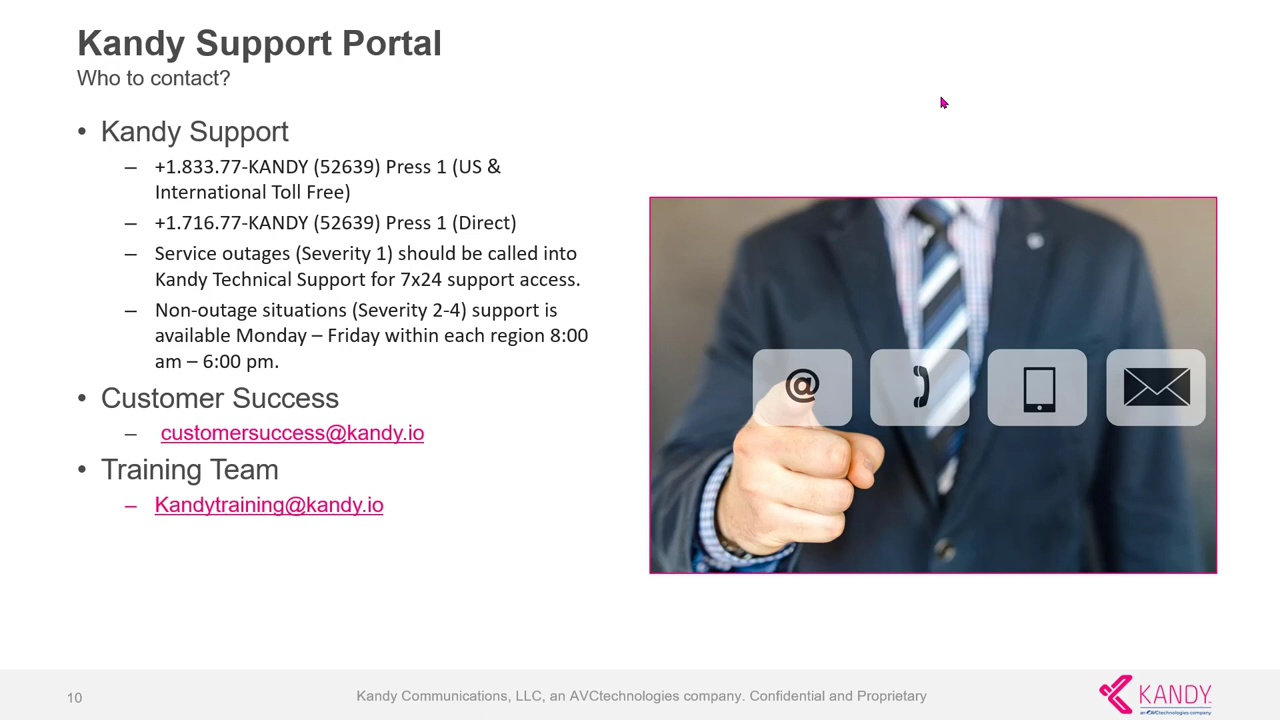 Kandy Support Portal
Who to contact?
• Kandy Support
– +1.833.77-KANDY (52639) Press 1 (US &
International Toll Free)
– +1.716.77-KANDY (52639) Press 1 (Direct)
– Service outages (Severity 1) should be called into
Kandy Technical Support for 7x24 support access.
– Non-outage situations (Severity 2-4) support is
available Monday – Friday within each region 8:00
am – 6:00 pm.
• Customer Success
– customersuccess@kandy.io
• Training Team
– Kandytraining@kandy.io
@
10
Kandy Communications, LLC, an AVCtechnologies company. Confidential and Proprietary
KANDY
an AVCtechnologies company